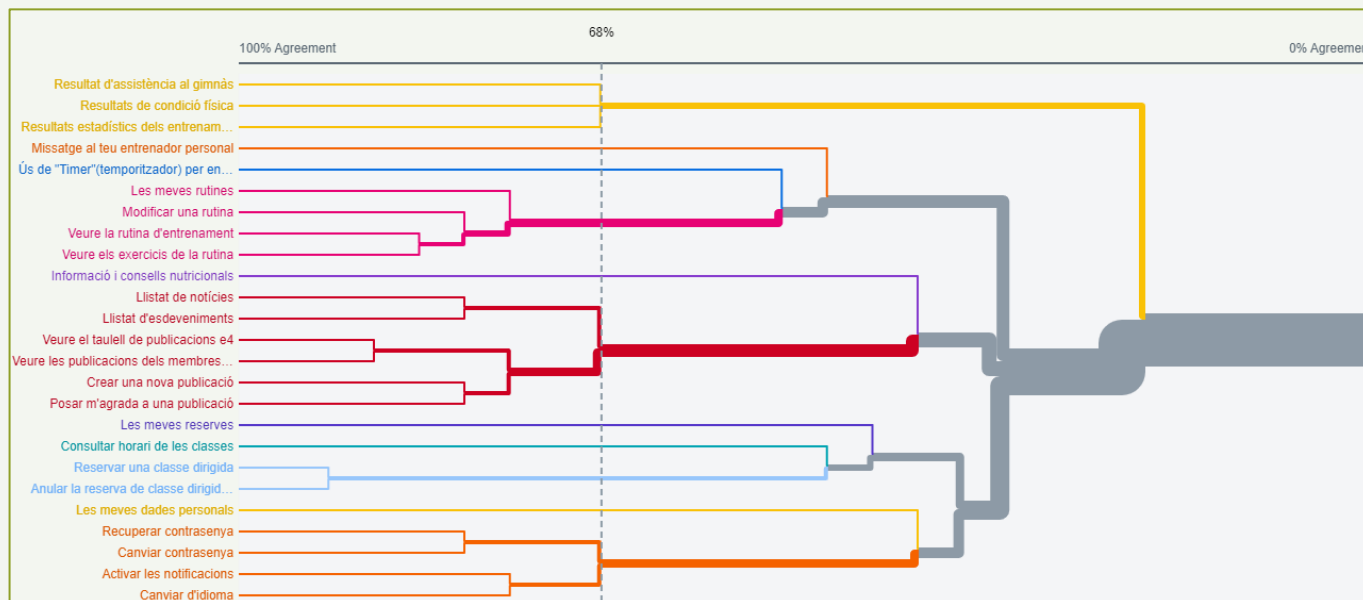 68%
100% Agreement
0% Agreemen
Resultat d'assistència al gimnàs
Resultats de condició física
Resultats estadístics dels entrenam...
Missatge al teu entrenador personal
Ús de "Timer"(temporitzador) per en...
Les meves rutines
Modificar una rutina
Veure la rutina d'entrenament
Veure els exercicis de la rutina
Informació i consells nutricionals
Llistat de notícies
Llistat d'esdeveniments
Veure el taulell de publicacions e4
Veure les publicacions dels membres...
Crear una nova publicació
Posar m'agrada a una publicació
Les meves reserves
Consultar horari de les classes
Reservar una classe dirigida
Anular la reserva de classe dirigid...
Les meves dades personals
Recuperar contrasenya
Canviar contrasenya
Activar les notificacions
Canviar d'idioma